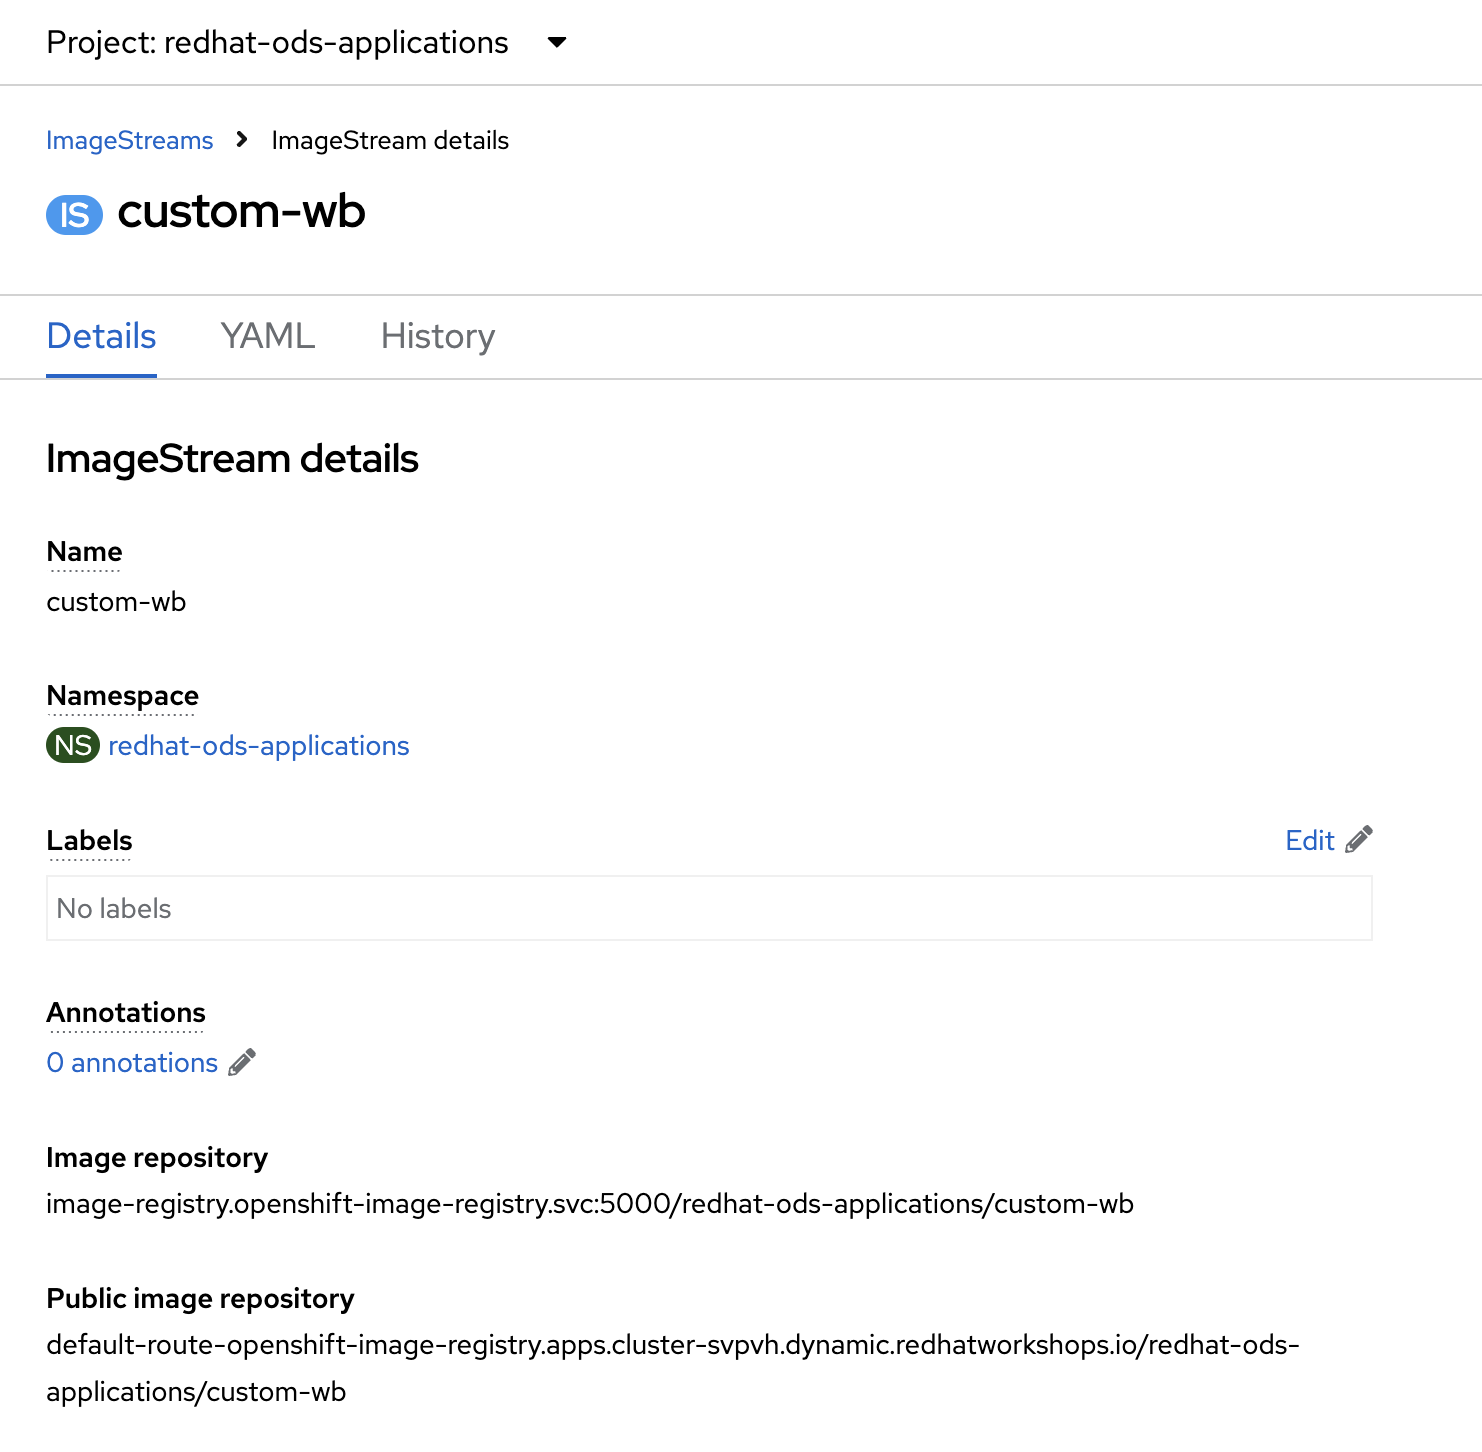 Project: redhat-ods-applications
ImageStreams ImageStream details
IS custom-wb
Details YAML History
ImageStream details
Name
custom-wb
Namespace
NS redhat-ods-applications
Labels Edit
No labels
Annotations
0 annotations
Image repository
image-registry.openshift-image-registry.svc:5000/redhat-ods-applications/custom-wb
Public image repository
default-route-openshift-image-registry.apps.cluster-svpvh.dynamic.redhatworkshops.io/redhat-ods-
applications/custom-wb